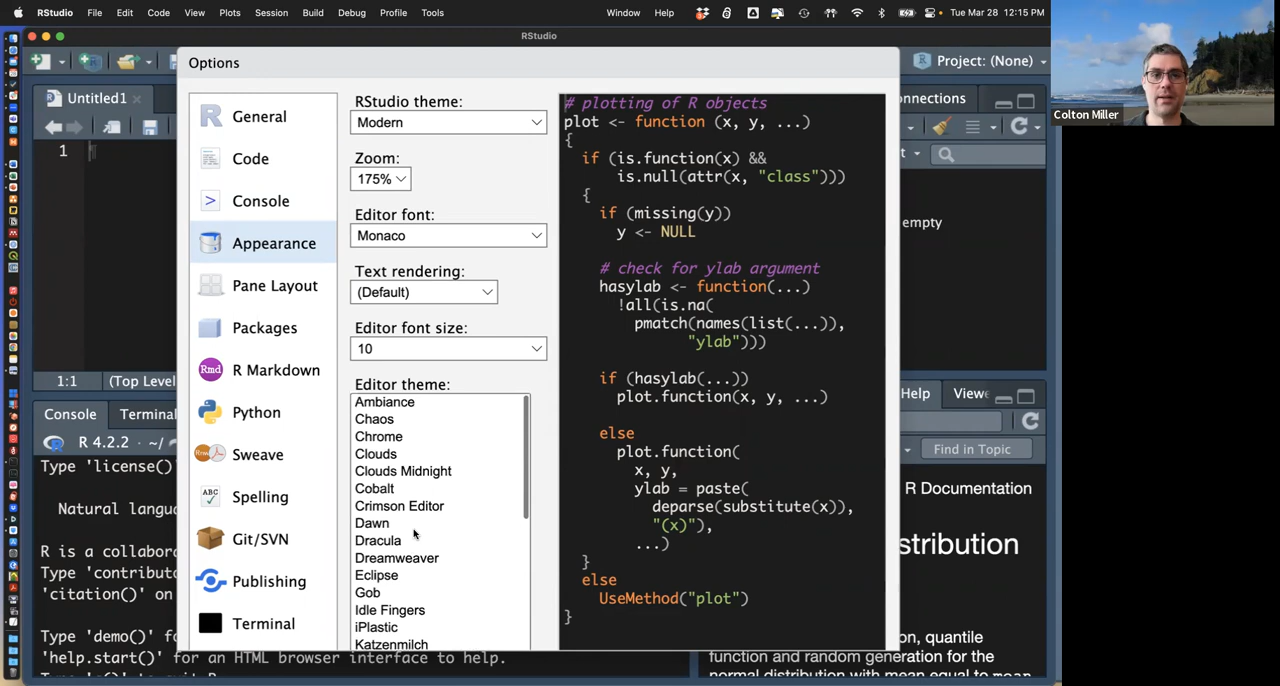 RStudio File Edit Code View Plots Session Build Debug Profile Tools Window Help Tue Mar 28 12:15 PM
RStudio
Project: (None)
Untitled1
onnections
1
empty
1:1 (Top Level
Console Terminal
R 4.2.2 · ~/
Type 'license()'
Natural langu
R is a collabor
Type 'contributo
'citation()' on
Type 'demo()' fo
'help.start()' for an HTML browser interface to help.
Help Viewe
Find in Topic
R Documentation
stribution
on, quantile
function and random generation for the
normal distribution with mean equal to mean
Options
General
Code
Console
Appearance
Pane Layout
Packages
Rmd R Markdown
Python
Sweave
ABC Spelling
Git/SVN
Publishing
Terminal
RStudio theme:
Modern
Zoom:
175%
Editor font:
Monaco
Text rendering:
(Default)
Editor font size:
10
Editor theme:
Ambiance
Chaos
Chrome
Clouds
Clouds Midnight
Cobalt
Crimson Editor
Dawn
Dracula
Dreamweaver
Eclipse
Gob
Idle Fingers
iPlastic
Katzenmilch
# plotting of R objects
plot <- function (x, y, ...)
{
if (is.function(x) &&
is.null(attr(x, "class")))
{
if (missing(y))
y <- NULL
# check for ylab argument
hasylab <- function(...)
!all(is.na(
pmatch(names(list(...)),
"ylab")))
if (hasylab(...))
plot.function(x, y, ...)
else
plot.function(
x, y,
ylab = paste(
deparse(substitute(x)),
"(x)"),
...)
}
else
UseMethod("plot")
}
Colton Miller